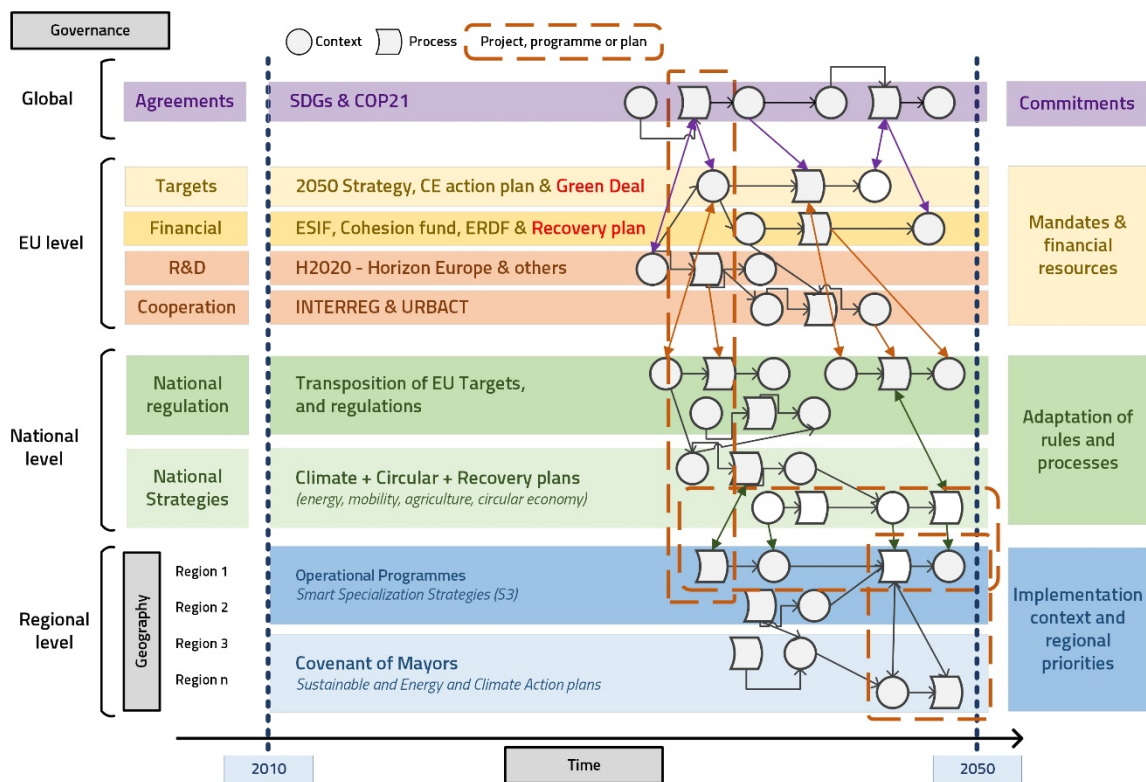 Governance
Context
Process
Project, programme or plan
Global
Agreements
SDGs & COP21
Commitments
EU level
Targets
2050 Strategy, CE action plan & Green Deal
Financial
ESIF, Cohesion fund, ERDF & Recovery plan
R&D
H2020 - Horizon Europe & others
Cooperation
INTERREG & URBACT
Mandates &
financial
resources
National
level
National
regulation
Transposition of EU Targets,
and regulations
National
Strategies
Climate + Circular + Recovery plans
(energy, mobility, agriculture, circular economy)
Adaptation of
rules and
processes
Regional
level
Geography
Region 1
Region 2
Region 3
Region n
Operational Programmes
Smart Specialization Strategies (S3)
Covenant of Mayors
Sustainable and Energy and Climate Action plans
Implementation
context and
regional
priorities
2010
Time
2050